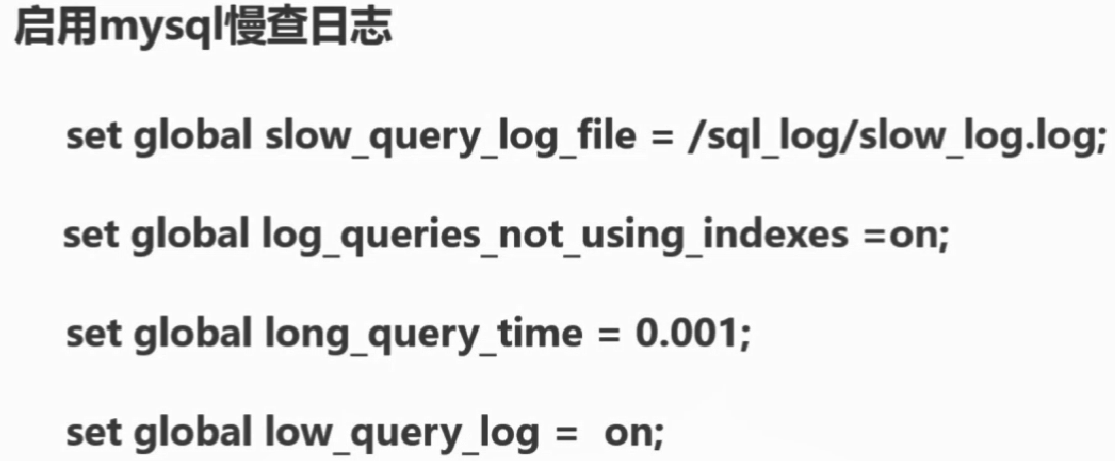 启用mysql慢查日志
set global slow_query_log_file = /sql_log/slow_log.log;
set global log_queries_not_using_indexes =on;
set global long_query_time = 0.001;
set global low_query_log = on;